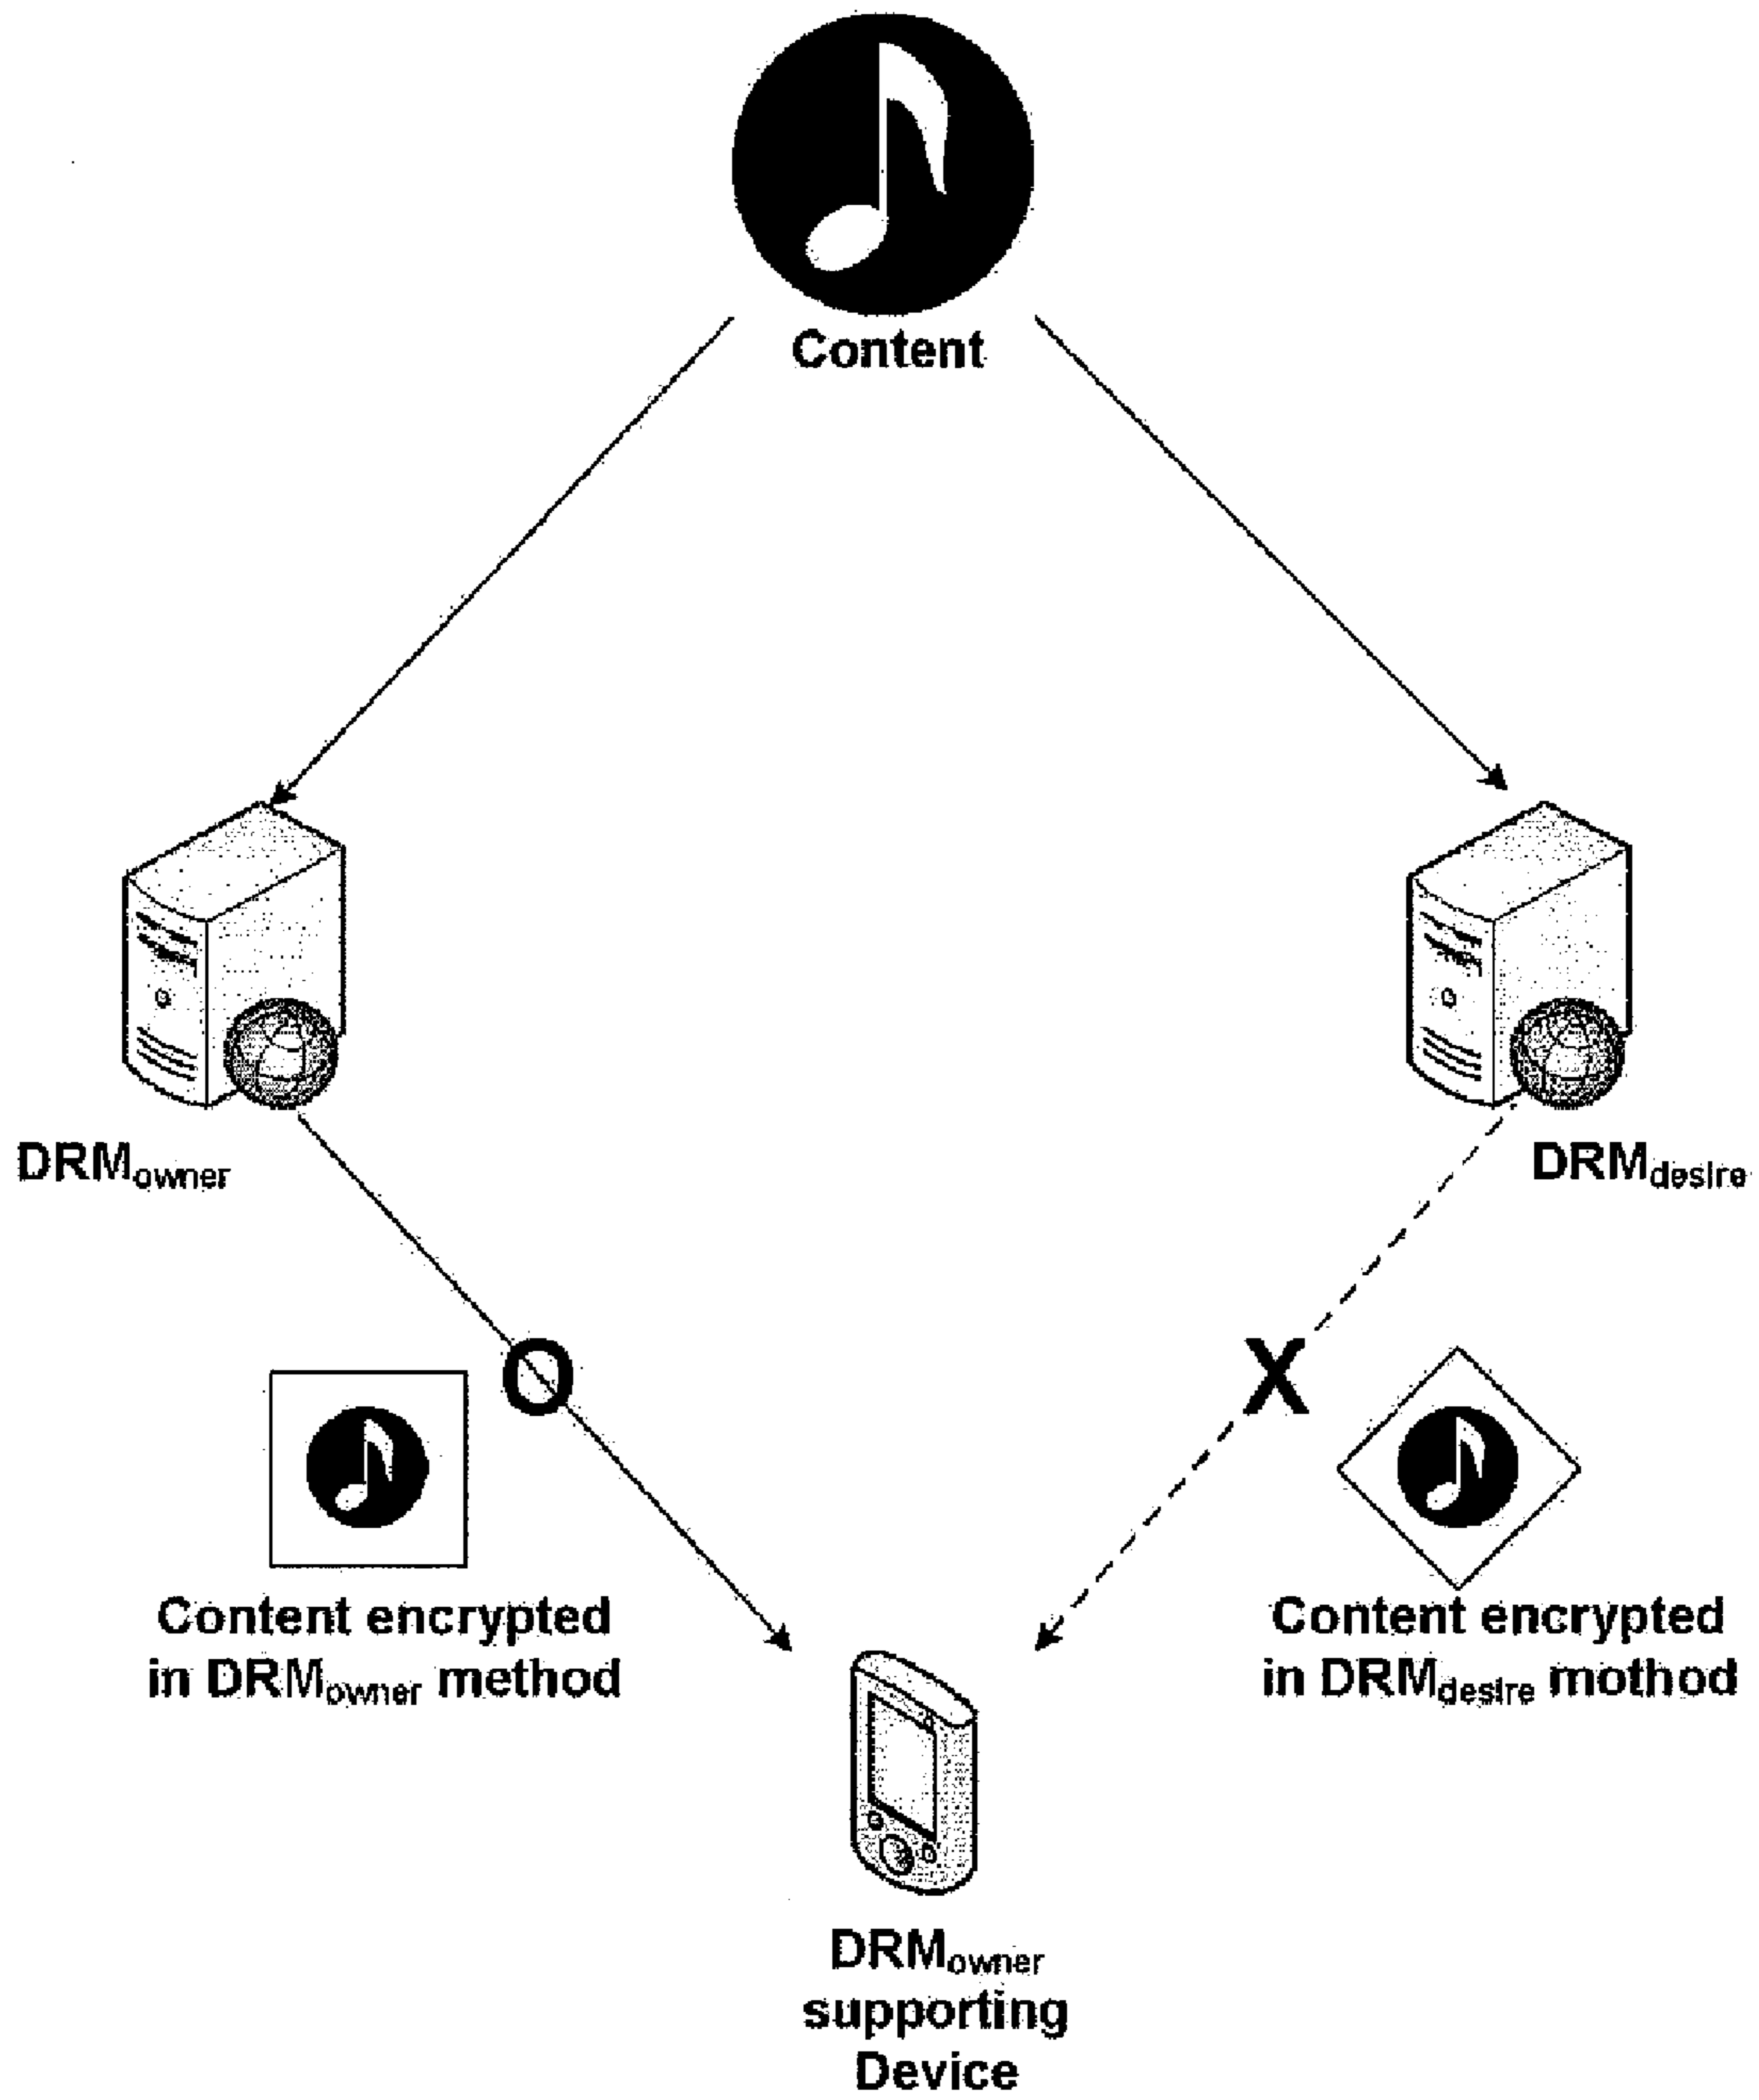 Content
DRMowner
DRMdesire
O
X
Content encrypted
in DRMowner method
Content encrypted
in DRMdesire mothod
DRMowner
supporting
Device